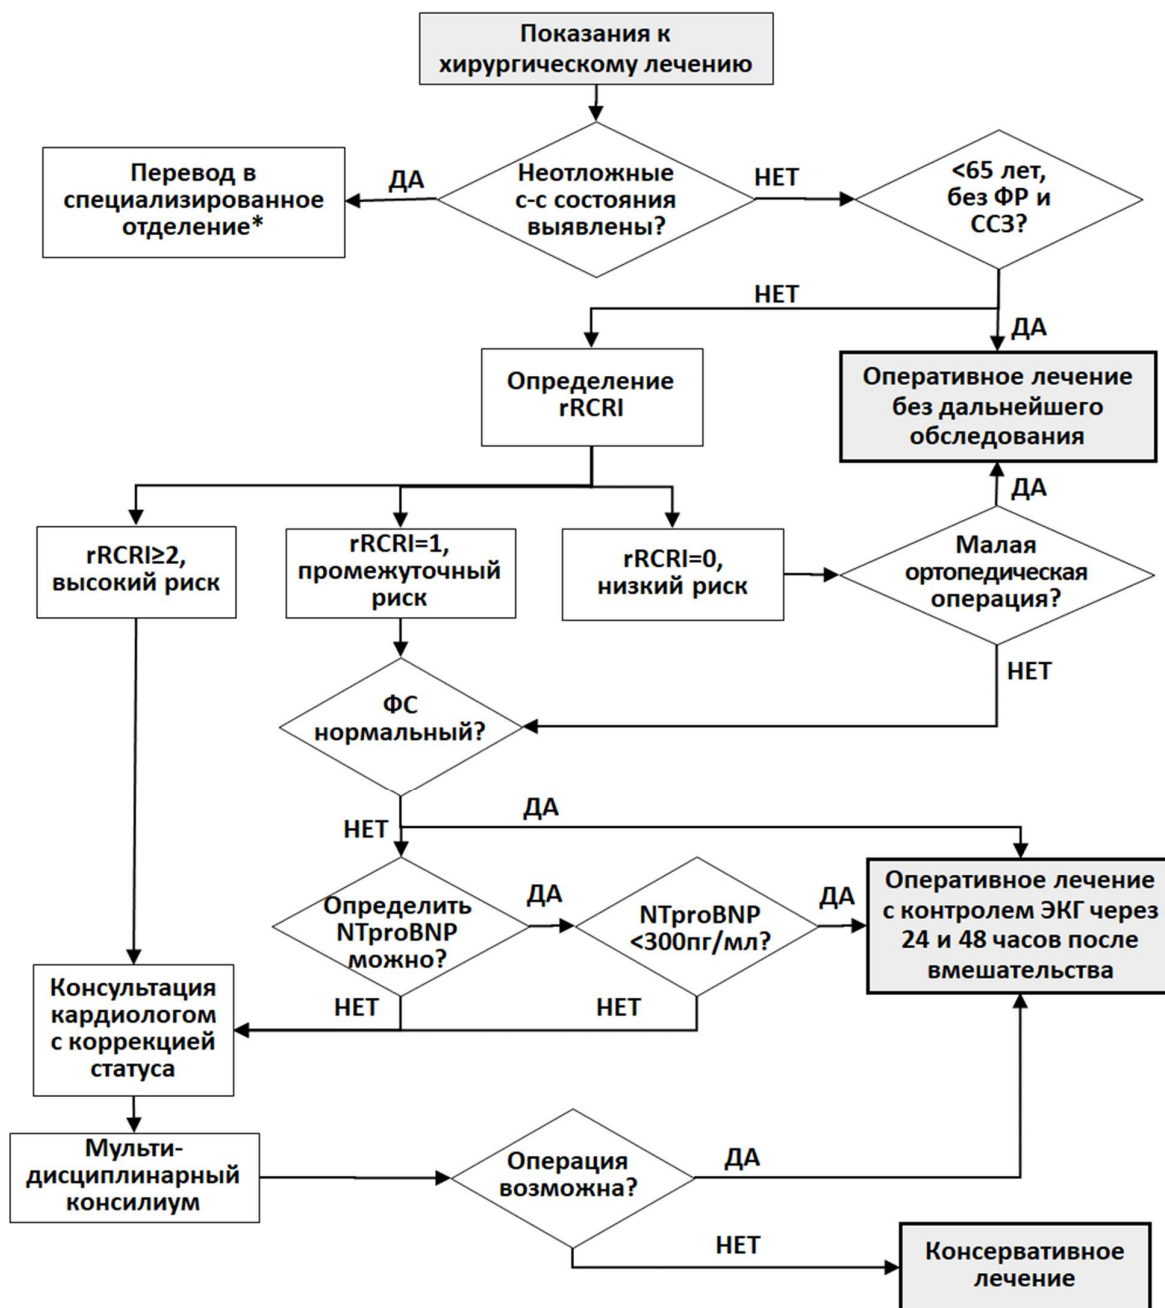 Показания к
хирургическому лечению
Неотложные
с-с состояния
выявлены?
ДА
Перевод в
специализированное
отделение*
НЕТ
<65 лет,
без ФР и
ССЗ?
НЕТ
ДА
Определение
rRCRI
Оперативное лечение
без дальнейшего
обследования
ДА
rRCRI≥2,
высокий риск
rRCRI=1,
промежуточный
риск
rRCRI=0,
низкий риск
Малая
ортопедическая
операция?
НЕТ
ФС
нормальный?
ДА
НЕТ
Определить
NTproBNP
можно?
ДА
NTproBNP
<300пг/мл?
ДА
Оперативное лечение
с контролем ЭКГ через
24 и 48 часов после
вмешательства
НЕТ
НЕТ
Консультация
кардиологом
с коррекцией
статуса
Мульти-
дисциплинарный
консилиум
Операция
возможна?
ДА
НЕТ
Консервативное
лечение